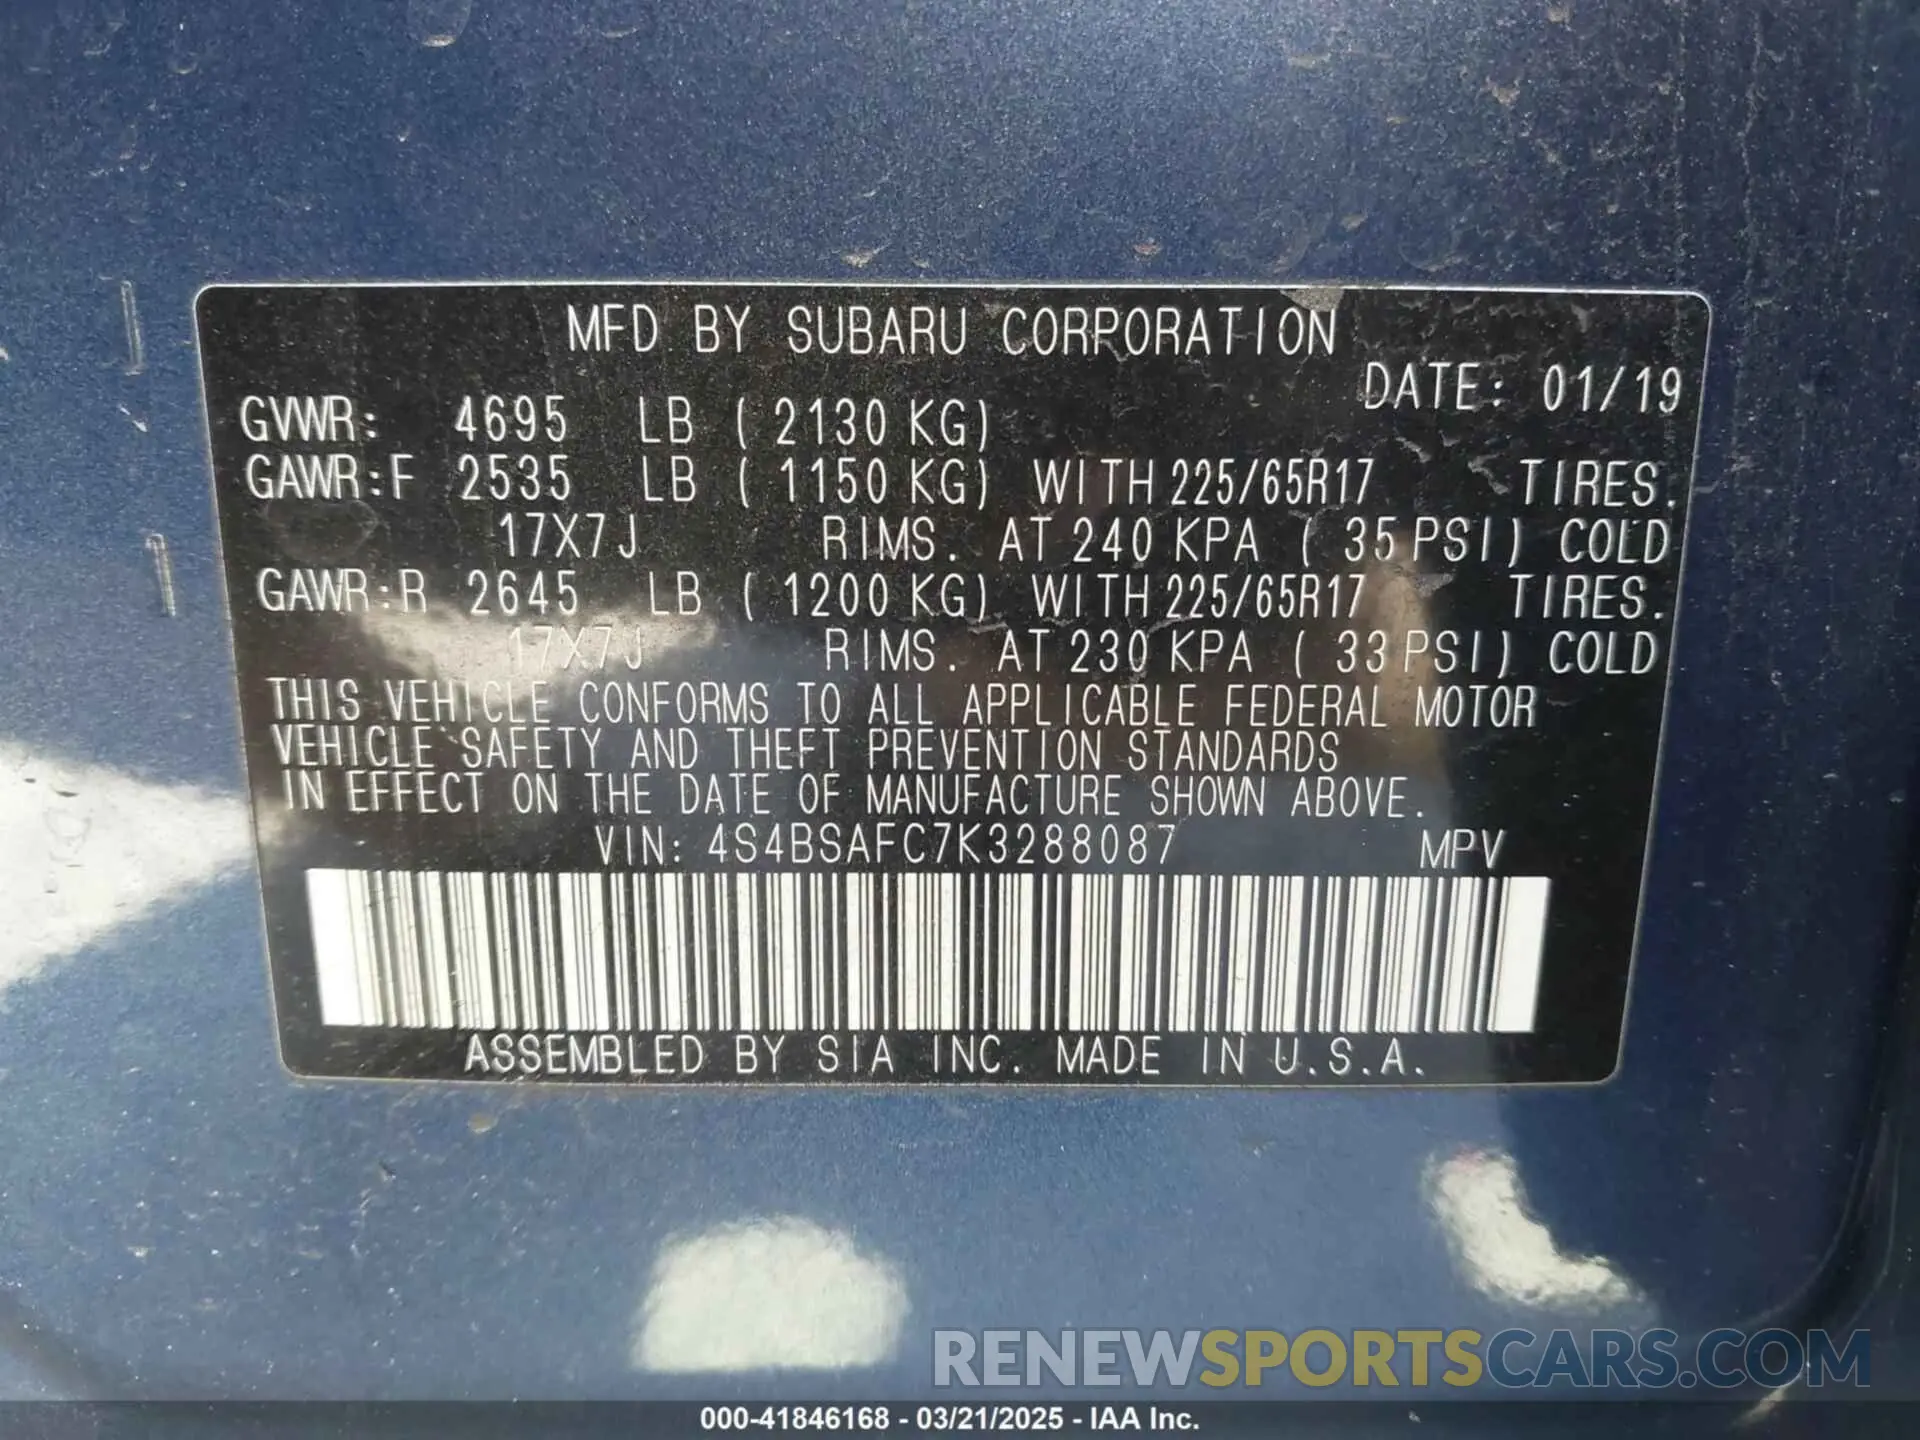 MFD BY SUBARU CORPORATION
DATE: 01/19
GVWR: 4695 LB ( 2130 KG)
GAWR:F 2535 LB ( 1150 KG) WITH 225/65R17 TIRES.
17X7J RIMS. AT 240 KPA ( 35 PSI) COLD
GAWR:R 2645 LB ( 1200 KG) WITH 225/65R17 TIRES.
17X7J RIMS. AT 230 KPA ( 33 PSI) COLD
THIS VEHICLE CONFORMS TO ALL APPLICABLE FEDERAL MOTOR
VEHICLE SAFETY AND THEFT PREVENTION STANDARDS
IN EFFECT ON THE DATE OF MANUFACTURE SHOWN ABOVE.
VIN: 4S4BSAFC7K3288087 MPV
ASSEMBLED BY SIA INC. MADE IN U.S.A.
RENEWSPORTSCARS.COM
000-41846168 - 03/21/2025 - IAA Inc.